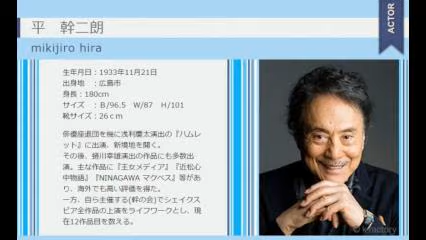 平 幹二朗
mikijiro hira
ACTOR
生年月日：1933年11月21日
出身地 ：広島市
身長：180cm
サイズ ：B/96.5 W/87 H/101
靴サイズ：26ｃｍ
俳優座退団を機に浅利慶太演出の『ハムレ
ット』に出演、新境地を開く。
その後、蜷川幸雄演出の作品にも多数出
演。主な作品に『王女メディア』『近松心
中物語』『NINAGAWA マクベス』等があ
り、海外でも高い評価を得た。
一方、自ら主催する(幹の会)でシェイクス
ピア全作品の上演をライフワークとし、現
在12作品目を数える。